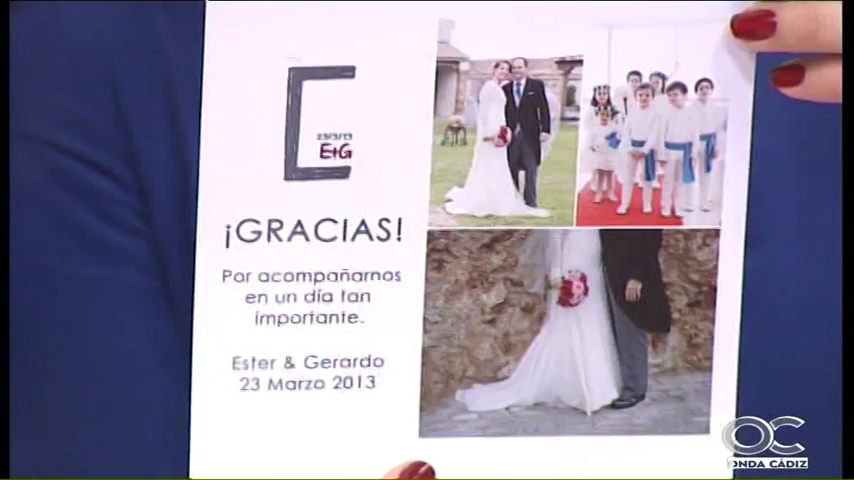 23/3/13
E+G
¡GRACIAS!
Por acompañarnos
en un día tan
importante.
Ester & Gerardo
23 Marzo 2013
OC
ONDA CÁDIZ